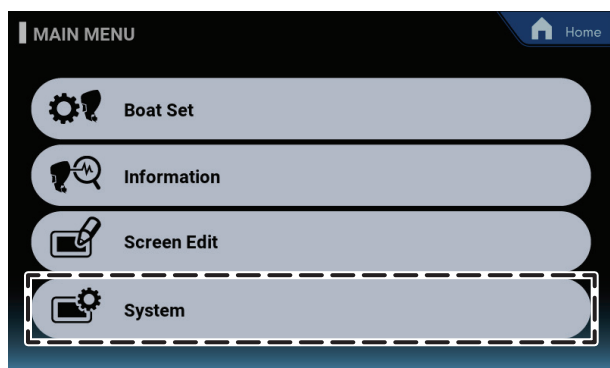 MAIN MENU
Home
Boat Set
Information
Screen Edit
System